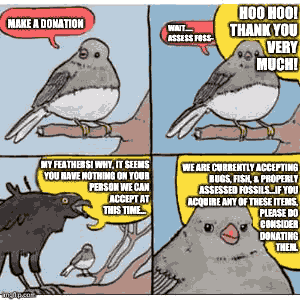 MAKE A DONATION
WAIT....
ASSESS FOSS-
HOO HOO!
THANK YOU
VERY
MUCH!
MY FEATHERS! WHY, IT SEEMS
YOU HAVE NOTHING ON YOUR
PERSON WE CAN
ACCEPT AT
THIS TIME...
WE ARE CURRENTLY ACCEPTING
BUGS, FISH, & PROPERLY
ASSESSED FOSSILS...IF YOU
ACQUIRE ANY OF THESE ITEMS,
PLEASE DO
CONSIDER
DONATING
THEM.
imgflip.com